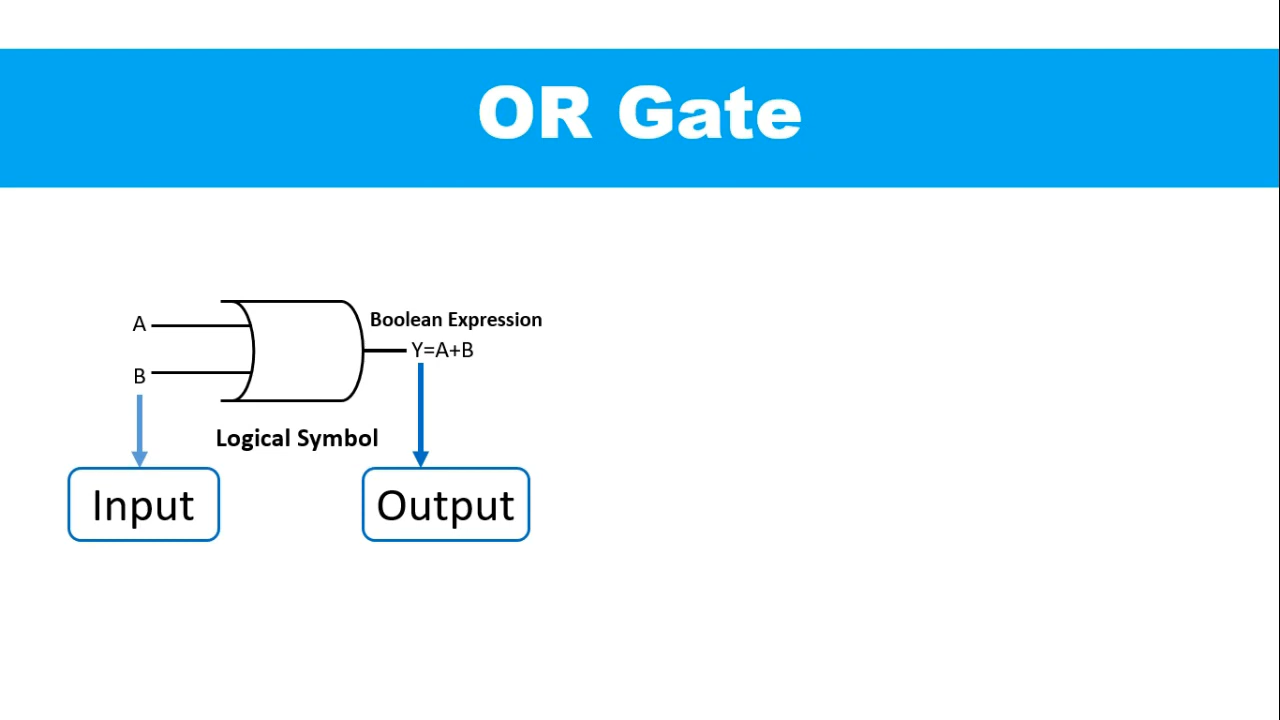 OR Gate
A
Boolean Expression
Y=A+B
B
Logical Symbol
Input
Output